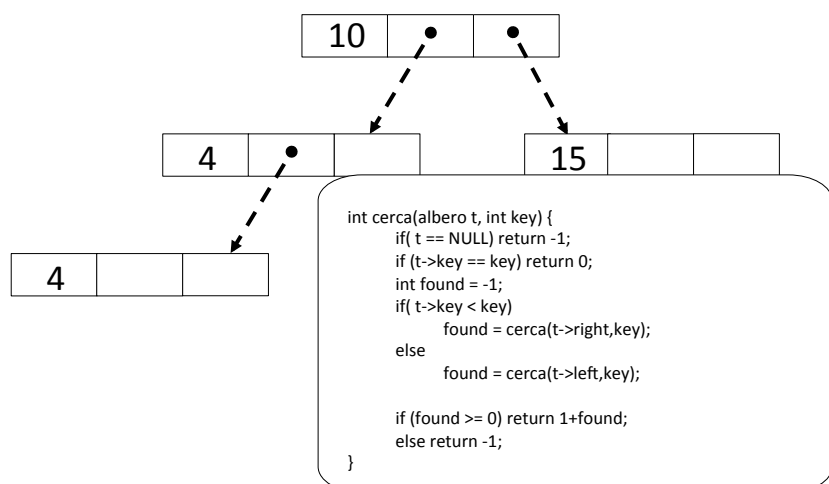 10
4
15
4
int cerca(albero t, int key) {
if( t == NULL) return -1;
if (t->key == key) return 0;
int found = -1;
if( t->key < key)
found = cerca(t->right,key);
else
found = cerca(t->left,key);
if (found >= 0) return 1+found;
else return -1;
}